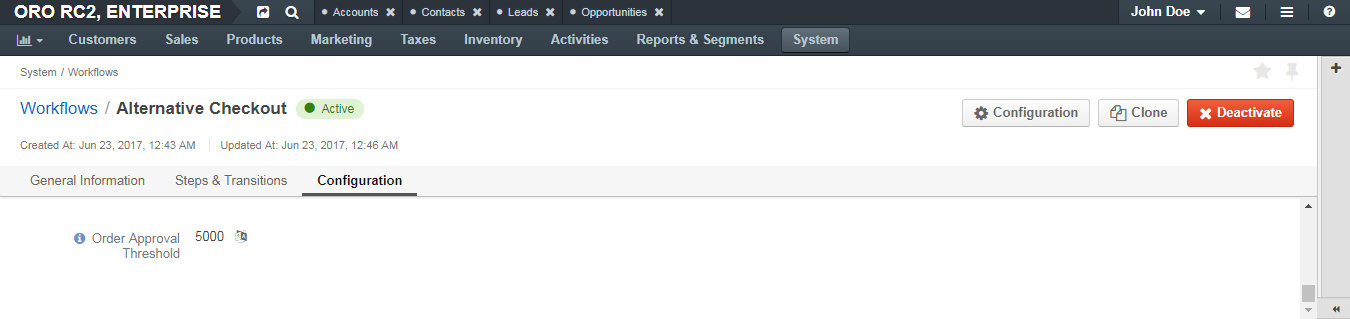 ORO RC2, ENTERPRISE Accounts Contacts Leads Opportunities John Doe
Customers Sales Products Marketing Taxes Inventory Activities Reports & Segments System
System / Workflows
Workflows / Alternative Checkout Active Configuration Clone Deactivate
Created At: Jun 23, 2017, 12:43 AM Updated At: Jun 23, 2017, 12:46 AM
General Information Steps & Transitions Configuration
Order Approval 5000
Threshold